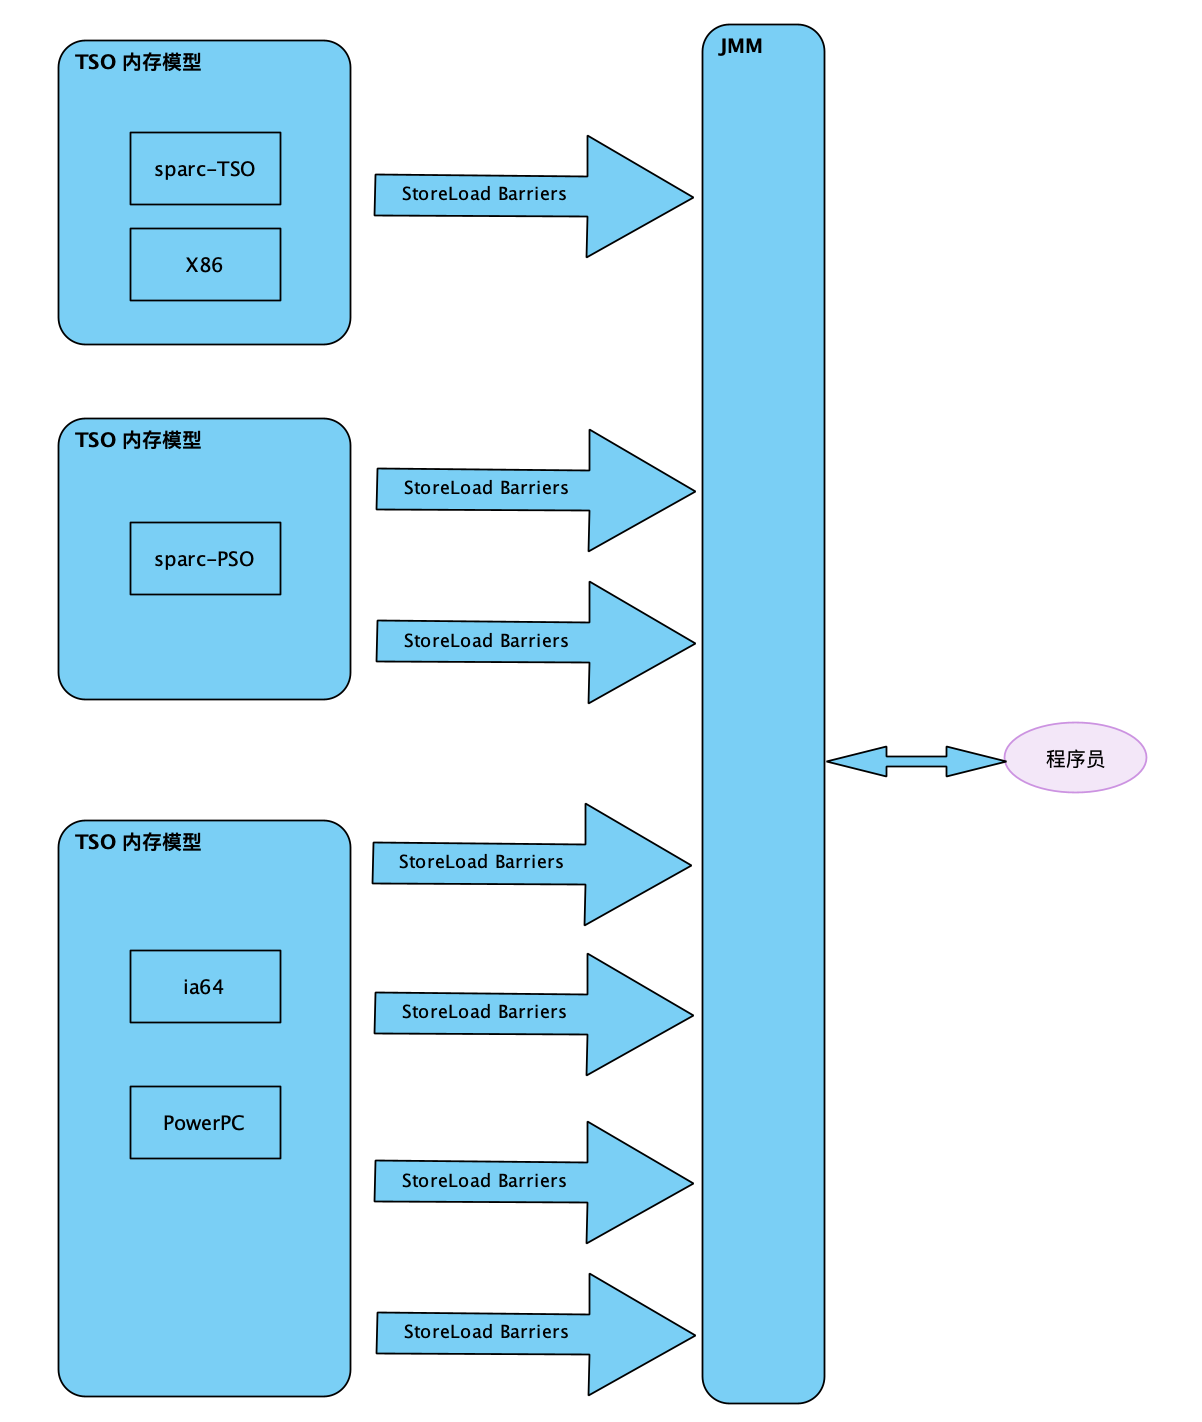 TSO 内存模型
sparc-TSO
X86
StoreLoad Barriers
JMM
TSO 内存模型
sparc-PSO
StoreLoad Barriers
StoreLoad Barriers
程序员
TSO 内存模型
ia64
PowerPC
StoreLoad Barriers
StoreLoad Barriers
StoreLoad Barriers
StoreLoad Barriers